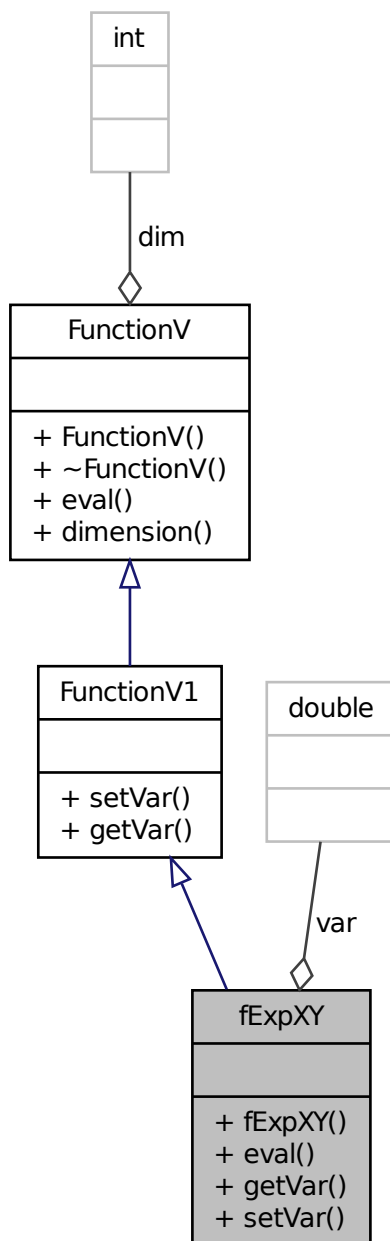 int
dim
FunctionV
+ FunctionV()
+ ~FunctionV()
+ eval()
+ dimension()
FunctionV1
+ setVar()
+ getVar()
double
var
fExpXY
+ fExpXY()
+ eval()
+ getVar()
+ setVar()